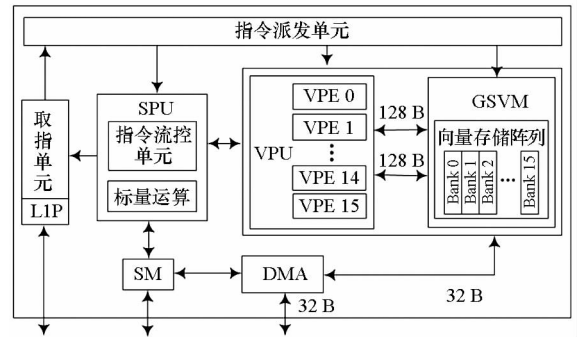 指令派发单元
SPU
指令流控
单元
标量运算
取
指
单
元
L1P
VPU
VPE 0
VPE 1
VPE 14
VPE 15
128 B
128 B
GSVM
向量存储阵列
Bank 0
Bank 1
Bank 2
...
Bank 15
SM
DMA
32 B
32 B